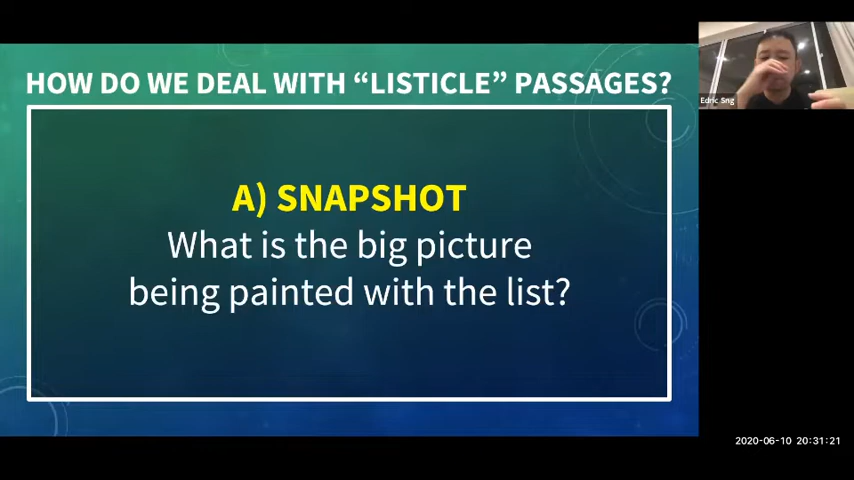 HOW DO WE DEAL WITH “LISTICLE” PASSAGES?
A) SNAPSHOT
What is the big picture
being painted with the list?
Edric Sng
2020-06-10 20:31:21